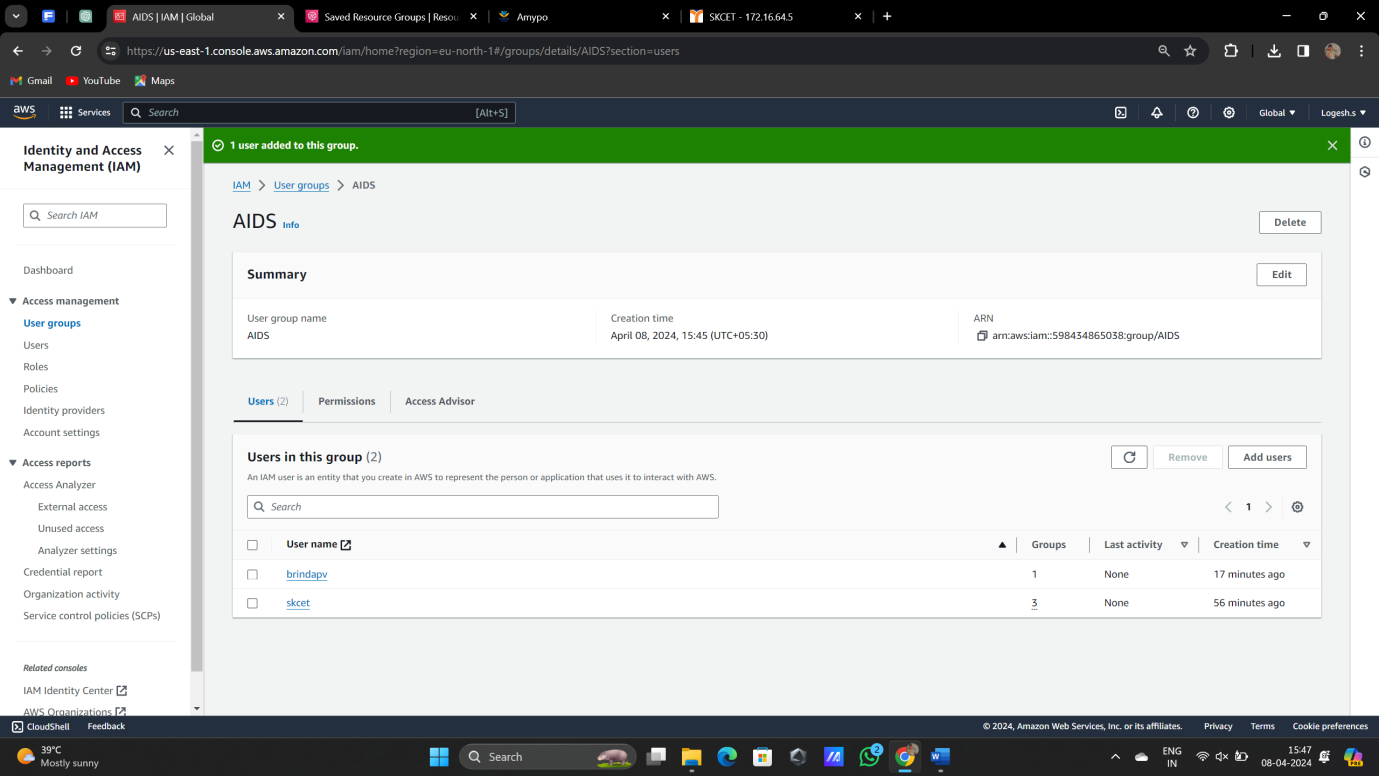 AIDS | IAM | Global
Saved Resource Groups | Resou
Amypo
SKCET - 172.16.64.5
https://us-east-1.console.aws.amazon.com/iam/home?region=eu-north-1#/groups/details/AIDS?section=users
Gmail YouTube Maps
aws Services Search [Alt+S] Global Logesh.s
Identity and Access
Management (IAM)
Search IAM
Dashboard
Access management
User groups
Users
Roles
Policies
Identity providers
Account settings
Access reports
Access Analyzer
External access
Unused access
Analyzer settings
Credential report
Organization activity
Service control policies (SCPs)
Related consoles
IAM Identity Center
AWS Organizations
1 user added to this group.
IAM User groups AIDS
AIDS Info
Delete
Summary
Edit
User group name
AIDS
Creation time
April 08, 2024, 15:45 (UTC+05:30)
ARN
arn:aws:iam::598434865038:group/AIDS
Users (2) Permissions Access Advisor
Users in this group (2)
Remove Add users
An IAM user is an entity that you create in AWS to represent the person or application that uses it to interact with AWS.
Search
1
User name Groups Last activity Creation time
brindapv 1 None 17 minutes ago
skcet 3 None 56 minutes ago
CloudShell Feedback © 2024, Amazon Web Services, Inc. or its affiliates. Privacy Terms Cookie preferences
39°C
Mostly sunny
Search
2
ENG
IN
15:47
08-04-2024
PRE